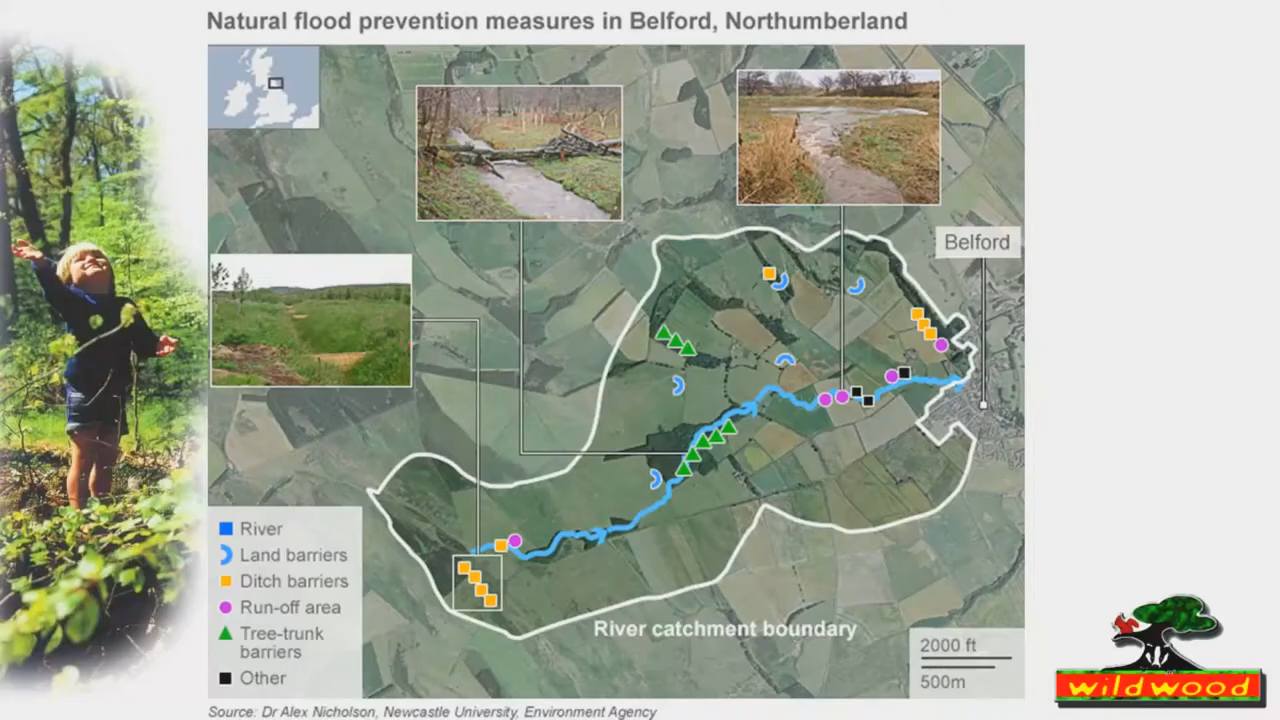 Natural flood prevention measures in Belford, Northumberland
Belford
River
Land barriers
Ditch barriers
Run-off area
Tree-trunk
barriers
Other
River catchment boundary
2000 ft
500m
Source: Dr Alex Nicholson, Newcastle University, Environment Agency
wildwood